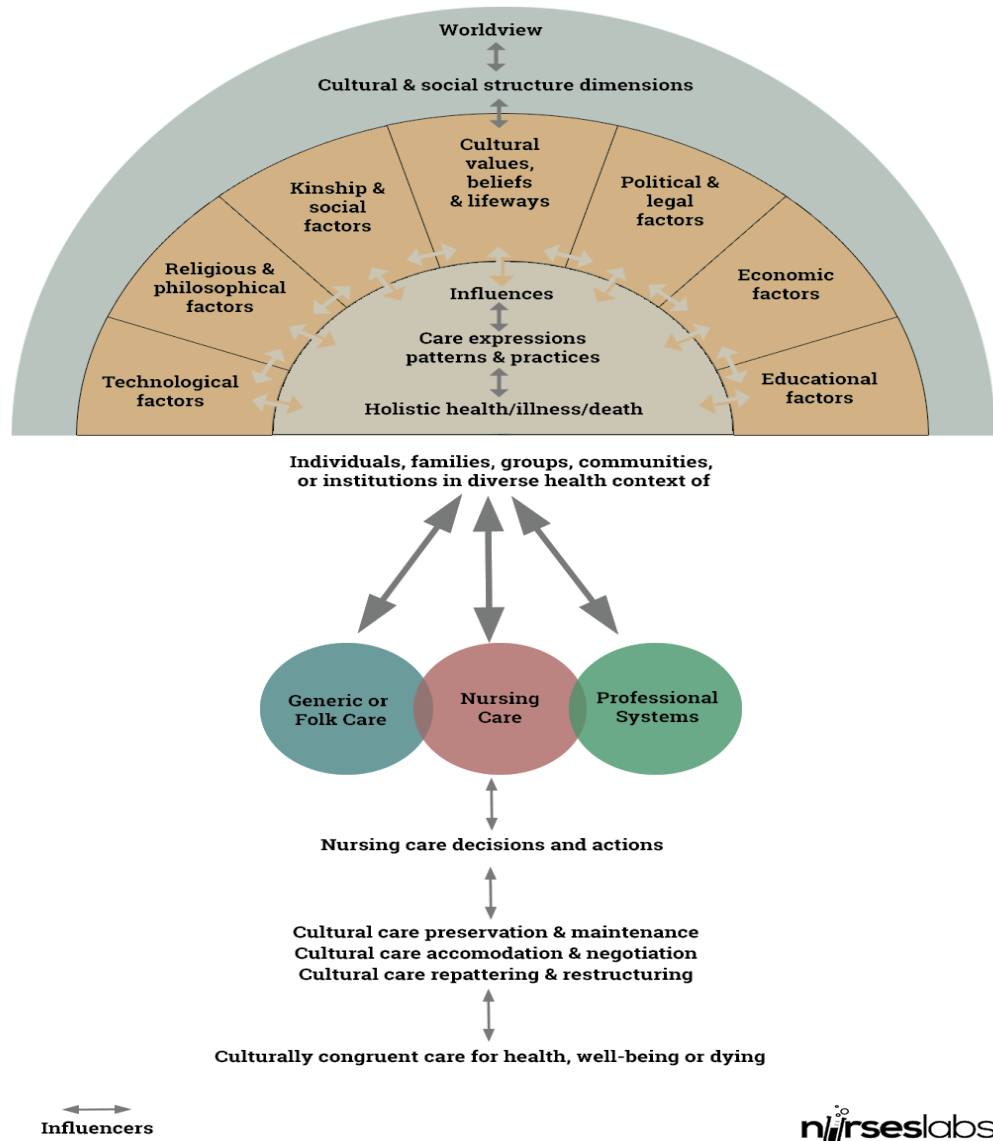 Worldview
Cultural & social structure dimensions
Cultural
values,
beliefs
& lifeways
Kinship &
social
factors
Political &
legal
factors
Religious &
philosophical
factors
Economic
factors
Technological
factors
Educational
factors
Influences
Care expressions
patterns & practices
Holistic health/illness/death
Individuals, families, groups, communities,
or institutions in diverse health context of
Generic or
Folk Care
Nursing
Care
Professional
Systems
Nursing care decisions and actions
Cultural care preservation & maintenance
Cultural care accomodation & negotiation
Cultural care repattering & restructuring
Culturally congruent care for health, well-being or dying
Influencers
nurseslabs